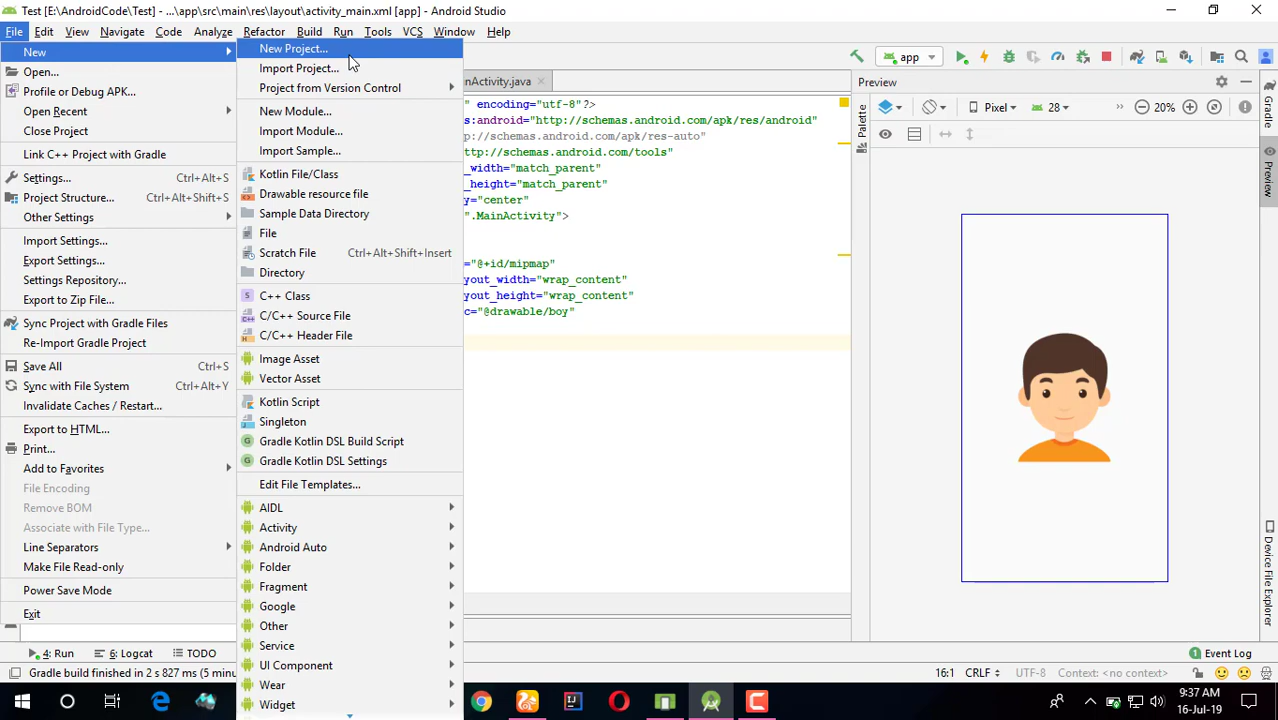 Test [E:\AndroidCode\Test] - ...\app\src\main\res\layout\activity_main.xml [app] - Android Studio
File Edit View Navigate Code Analyze Refactor Build Run Tools VCS Window Help
New
Open...
Profile or Debug APK...
Open Recent
Close Project
Link C++ Project with Gradle
Settings... Ctrl+Alt+S
Project Structure... Ctrl+Alt+Shift+S
Other Settings
Import Settings...
Export Settings...
Settings Repository...
Export to Zip File...
Sync Project with Gradle Files
Re-Import Gradle Project
Save All Ctrl+S
Sync with File System Ctrl+Alt+Y
Invalidate Caches / Restart...
Export to HTML...
Print...
Add to Favorites
File Encoding
Remove BOM
Associate with File Type...
Line Separators
Make File Read-only
Power Save Mode
Exit
New Project...
Import Project...
Project from Version Control
New Module...
Import Module...
Import Sample...
Kotlin File/Class
Drawable resource file
Sample Data Directory
File
Scratch File Ctrl+Alt+Shift+Insert
Directory
C++ Class
C/C++ Source File
C/C++ Header File
Image Asset
Vector Asset
Kotlin Script
Singleton
Gradle Kotlin DSL Build Script
Gradle Kotlin DSL Settings
Edit File Templates...
AIDL
Activity
Android Auto
Folder
Fragment
Google
Other
Service
UI Component
Wear
Widget
app
nActivity.java
" encoding="utf-8"?>
s:android="http://schemas.android.com/apk/res/android"
p://schemas.android.com/apk/res-auto"
ttp://schemas.android.com/tools"
_width="match_parent"
_height="match_parent"
y="center"
".MainActivity">
="@+id/mipmap"
yout_width="wrap_content"
yout_height="wrap_content"
c="@drawable/boy"
Palette
Preview
Pixel 28 20%
Gradle
Preview
Device File Explorer
4: Run 6: Logcat TODO
1 Event Log
Gradle build finished in 2 s 827 ms (5 minu
16:1 CRLF UTF-8 Context: <no context>
9:37 AM
16-Jul-19